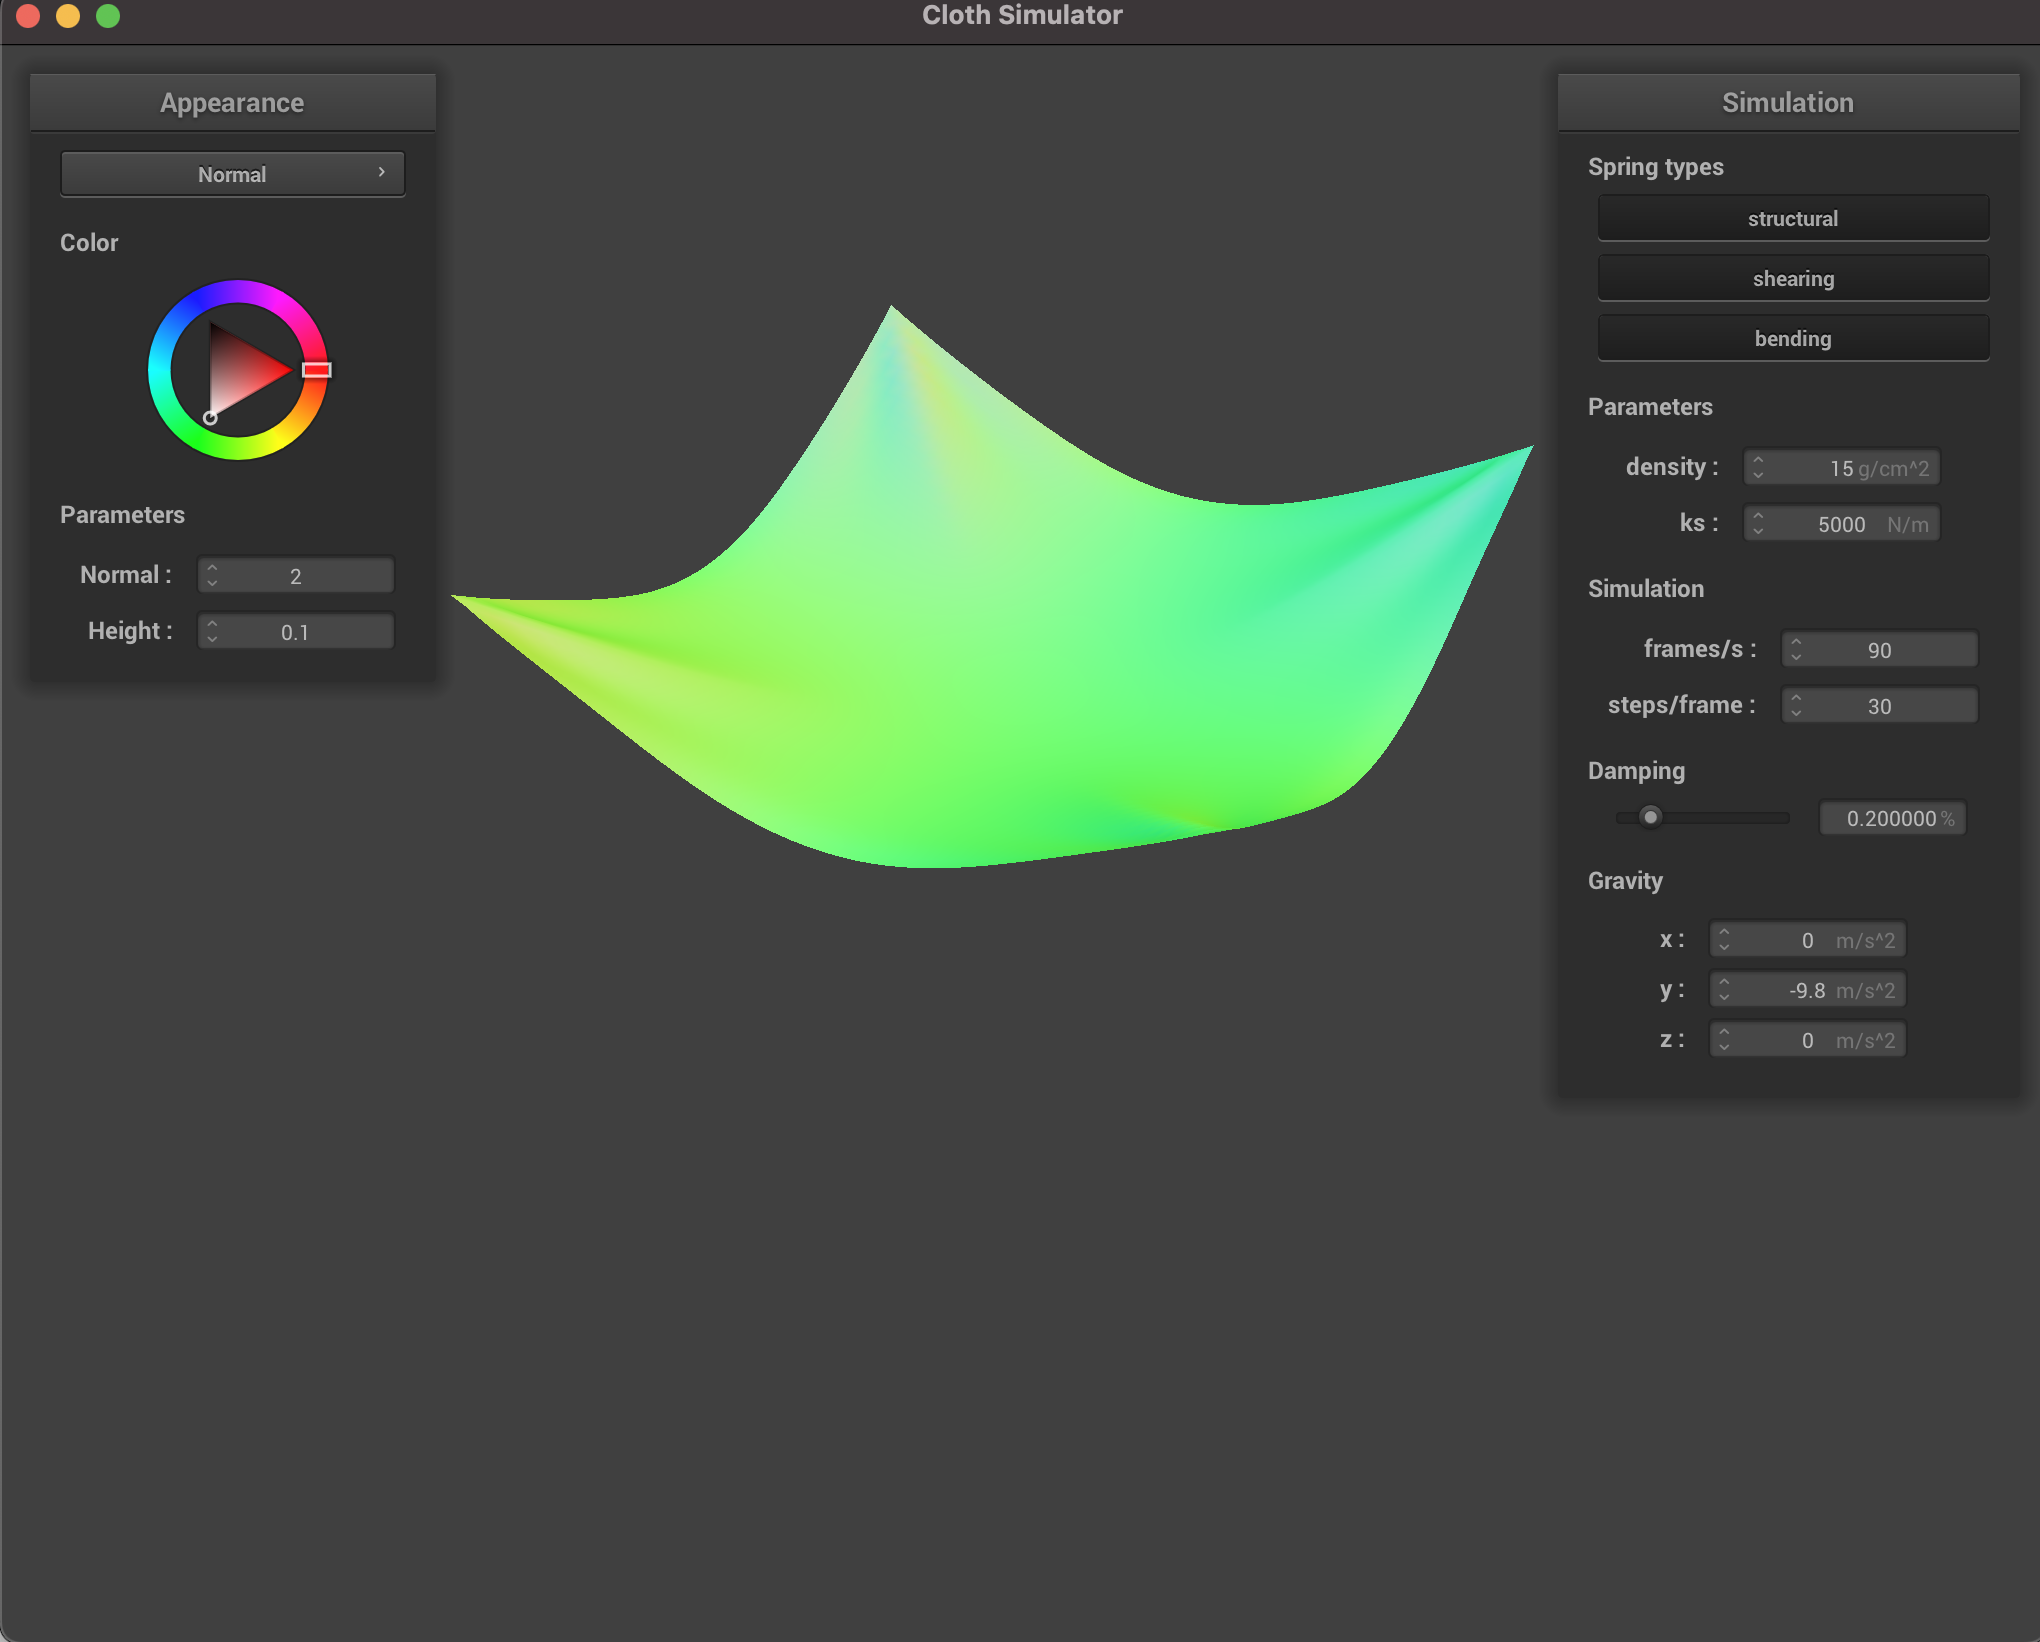 Cloth Simulator
Appearance
Normal
Color
Parameters
Normal : 2
Height : 0.1
Simulation
Spring types
structural
shearing
bending
Parameters
density : 15 g/cm^2
ks : 5000 N/m
Simulation
frames/s : 90
steps/frame : 30
Damping
0.200000 %
Gravity
x : 0 m/s^2
y : -9.8 m/s^2
z : 0 m/s^2